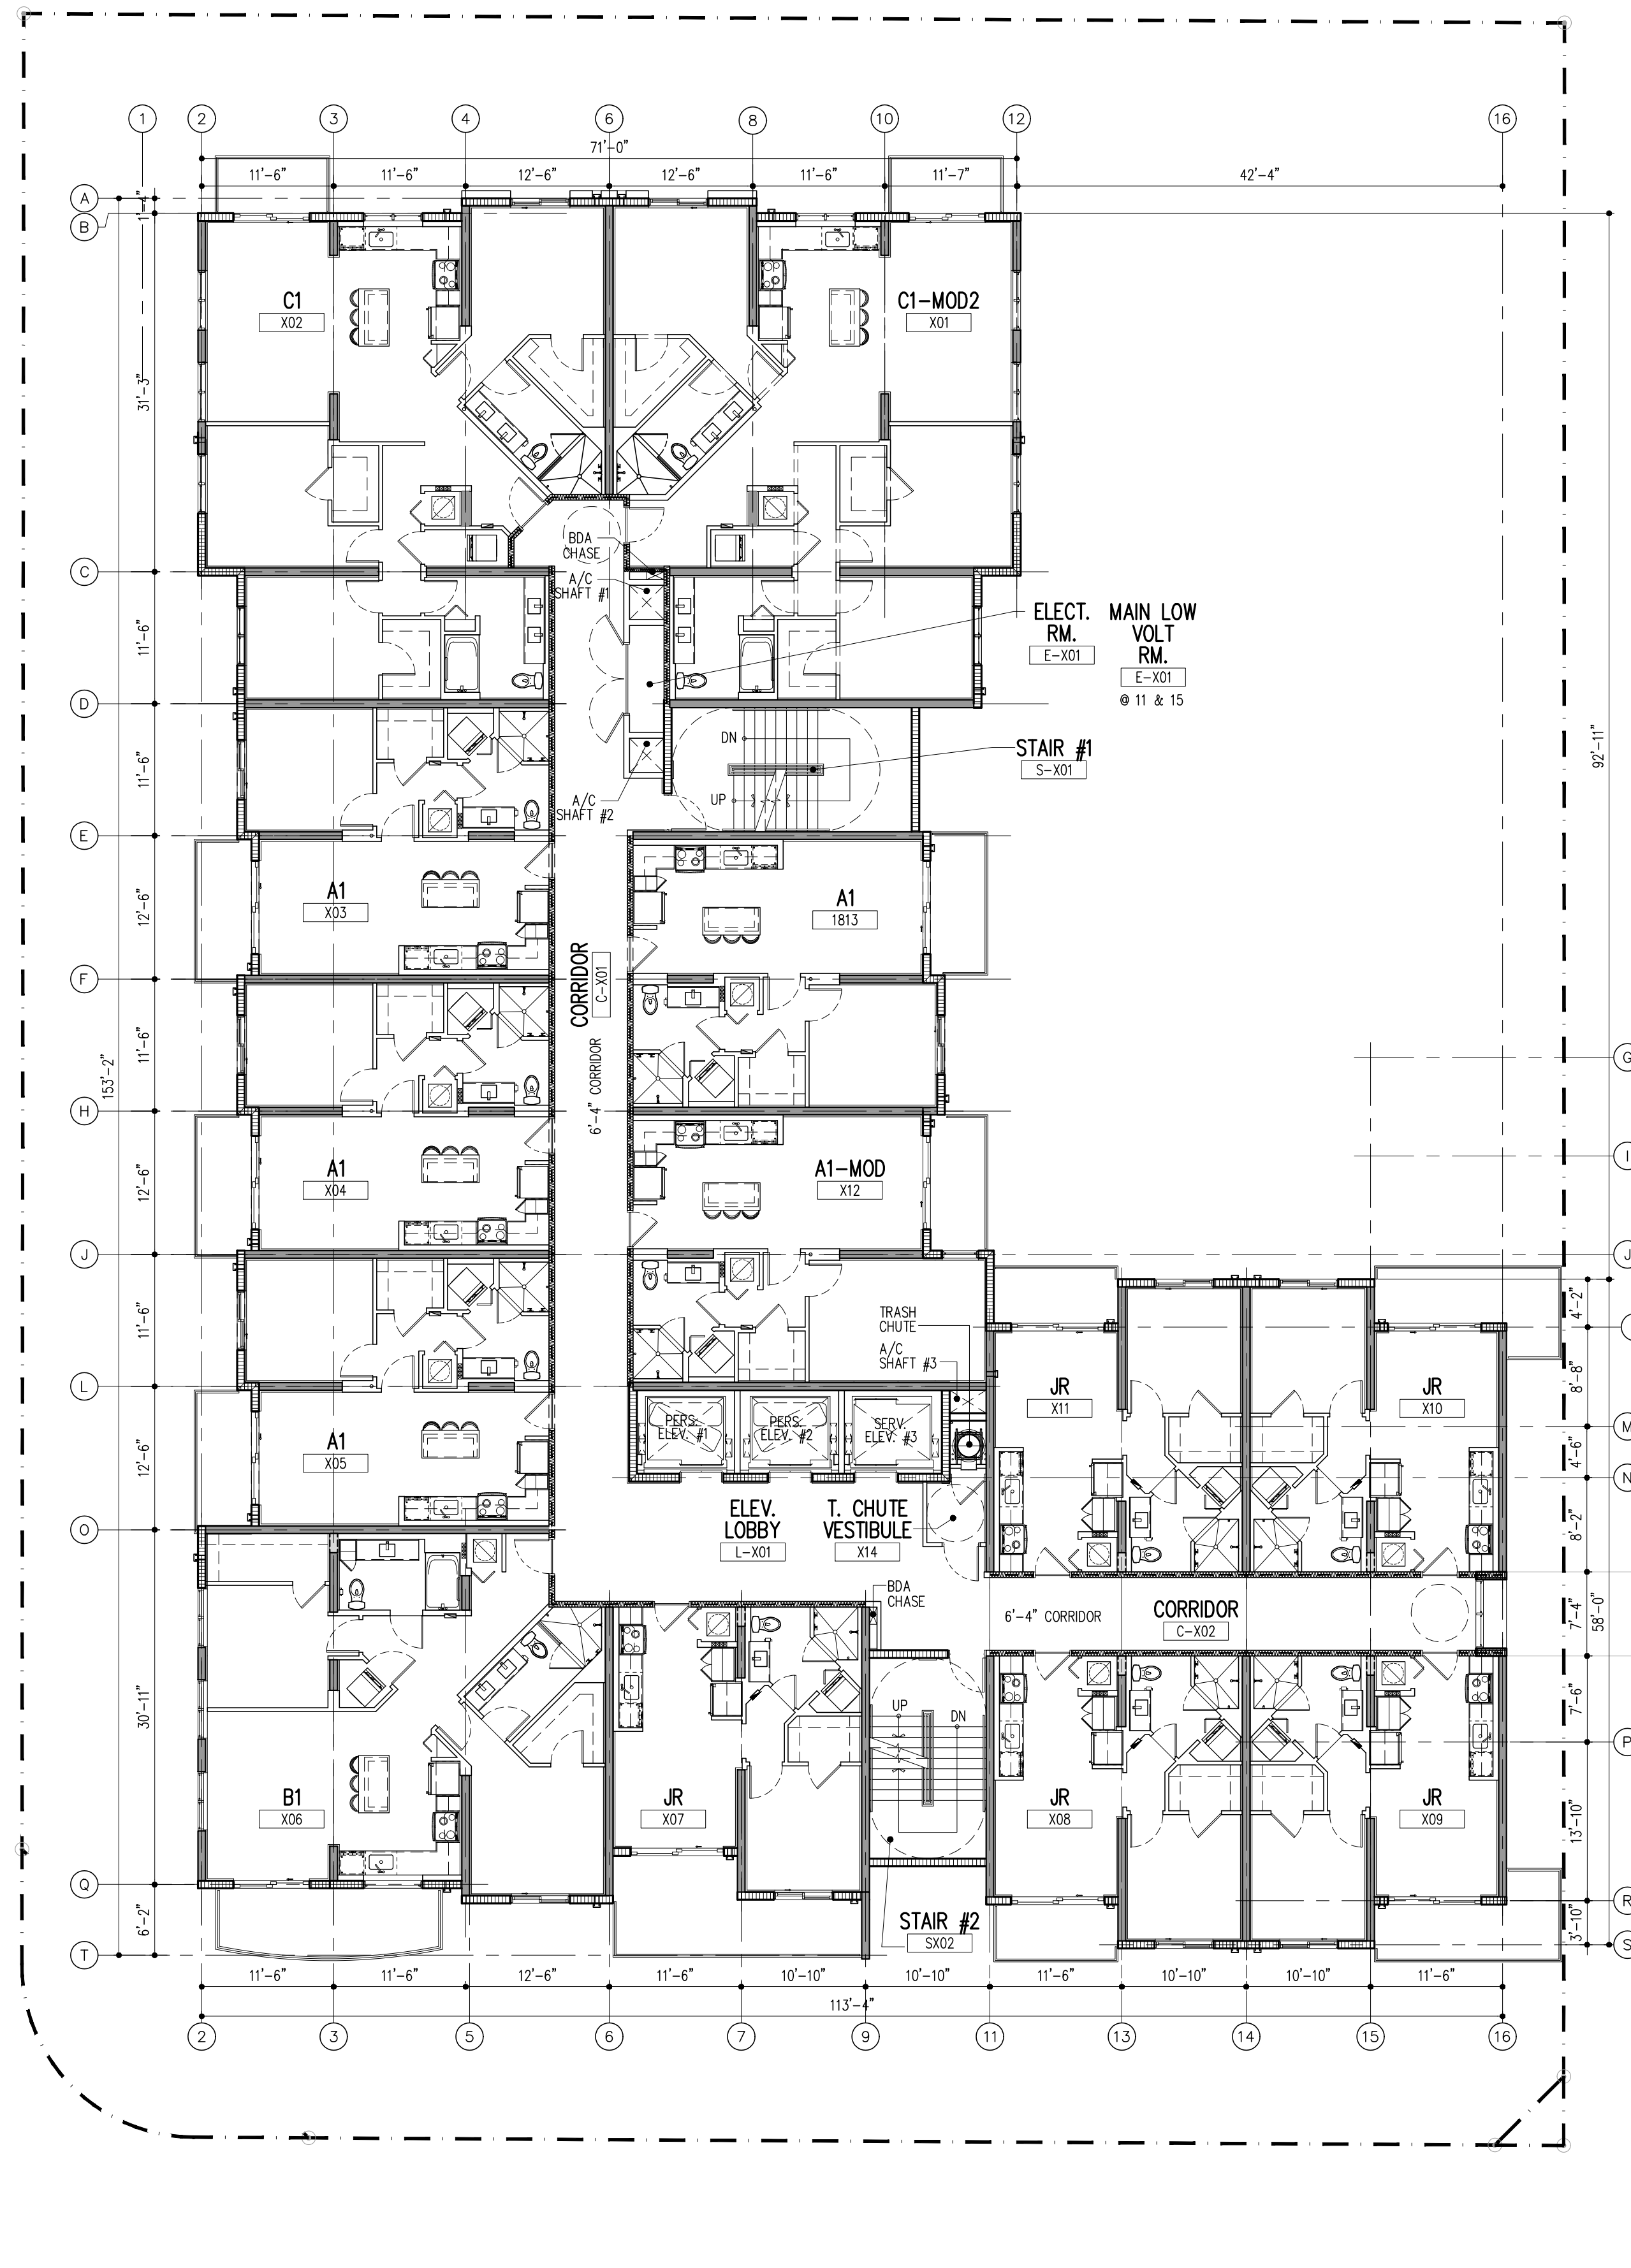 1 2 3 4 6 8 10 12 16
71'-0"
11'-6" 11'-6" 12'-6" 12'-6" 11'-6" 11'-7" 42'-4"
A
1'-4"
B
C1
X02
C1-MOD2
X01
31'-3"
BDA
CHASE
C
A/C
SHAFT #1
ELECT.
RM.
E-X01
MAIN LOW
VOLT
RM.
E-X01
@ 11 & 15
11'-6"
D
DN
UP
STAIR #1
S-X01
92'-11"
11'-6"
A/C
SHAFT #2
E
A1
X03
A1
1813
12'-6"
CORRIDOR
C-X01
F
6'-4" CORRIDOR
11'-6"
153'-2"
G
H
I
A1
X04
A1-MOD
X12
12'-6"
J
J
11'-6"
TRASH
CHUTE
A/C
SHAFT #3
4'-2"
8'-8"
L
JR
X11
JR
X10
PERS.
ELEV. #1
PERS.
ELEV. #2
SERV.
ELEV. #3
M
A1
X05
12'-6"
4'-6"
N
ELEV.
LOBBY
L-X01
T. CHUTE
VESTIBULE
X14
8'-2"
O
BDA
CHASE
6'-4" CORRIDOR
CORRIDOR
C-X02
7'-4"
58'-0"
30'-11"
UP
DN
7'-6"
P
B1
X06
JR
X07
JR
X08
JR
X09
13'-10"
Q
R
6'-2"
STAIR #2
SX02
3'-10"
S
T
11'-6" 11'-6" 12'-6" 11'-6" 10'-10" 10'-10" 11'-6" 10'-10" 10'-10" 11'-6"
113'-4"
2 3 5 6 7 9 11 13 14 15 16